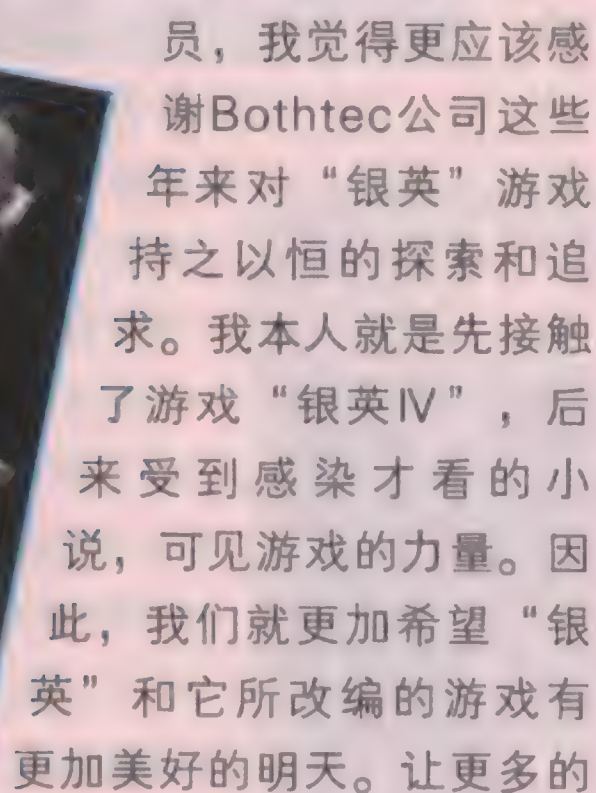 员，我觉得更应该感
谢Bothtec公司这些
年来对“银英”游戏
持之以恒的探索和追
求。我本人就是先接触
了游戏“银英Ⅳ”，后
来受到感染才看的小
说，可见游戏的力量。因
此，我们就更加希望“银
英”和它所改编的游戏有
更加美好的明天。让更多的